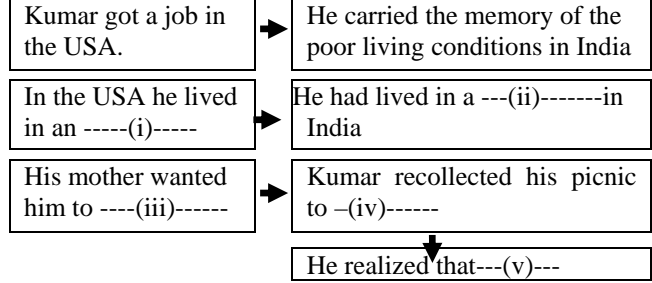 Kumar got a job in
the USA.
He carried the memory of the
poor living conditions in India
In the USA he lived
in an -----(i)-----
He had lived in a ---(ii)-------in
India
His mother wanted
him to ----(iii)------
Kumar recollected his picnic
to –(iv)------
He realized that---(v)---